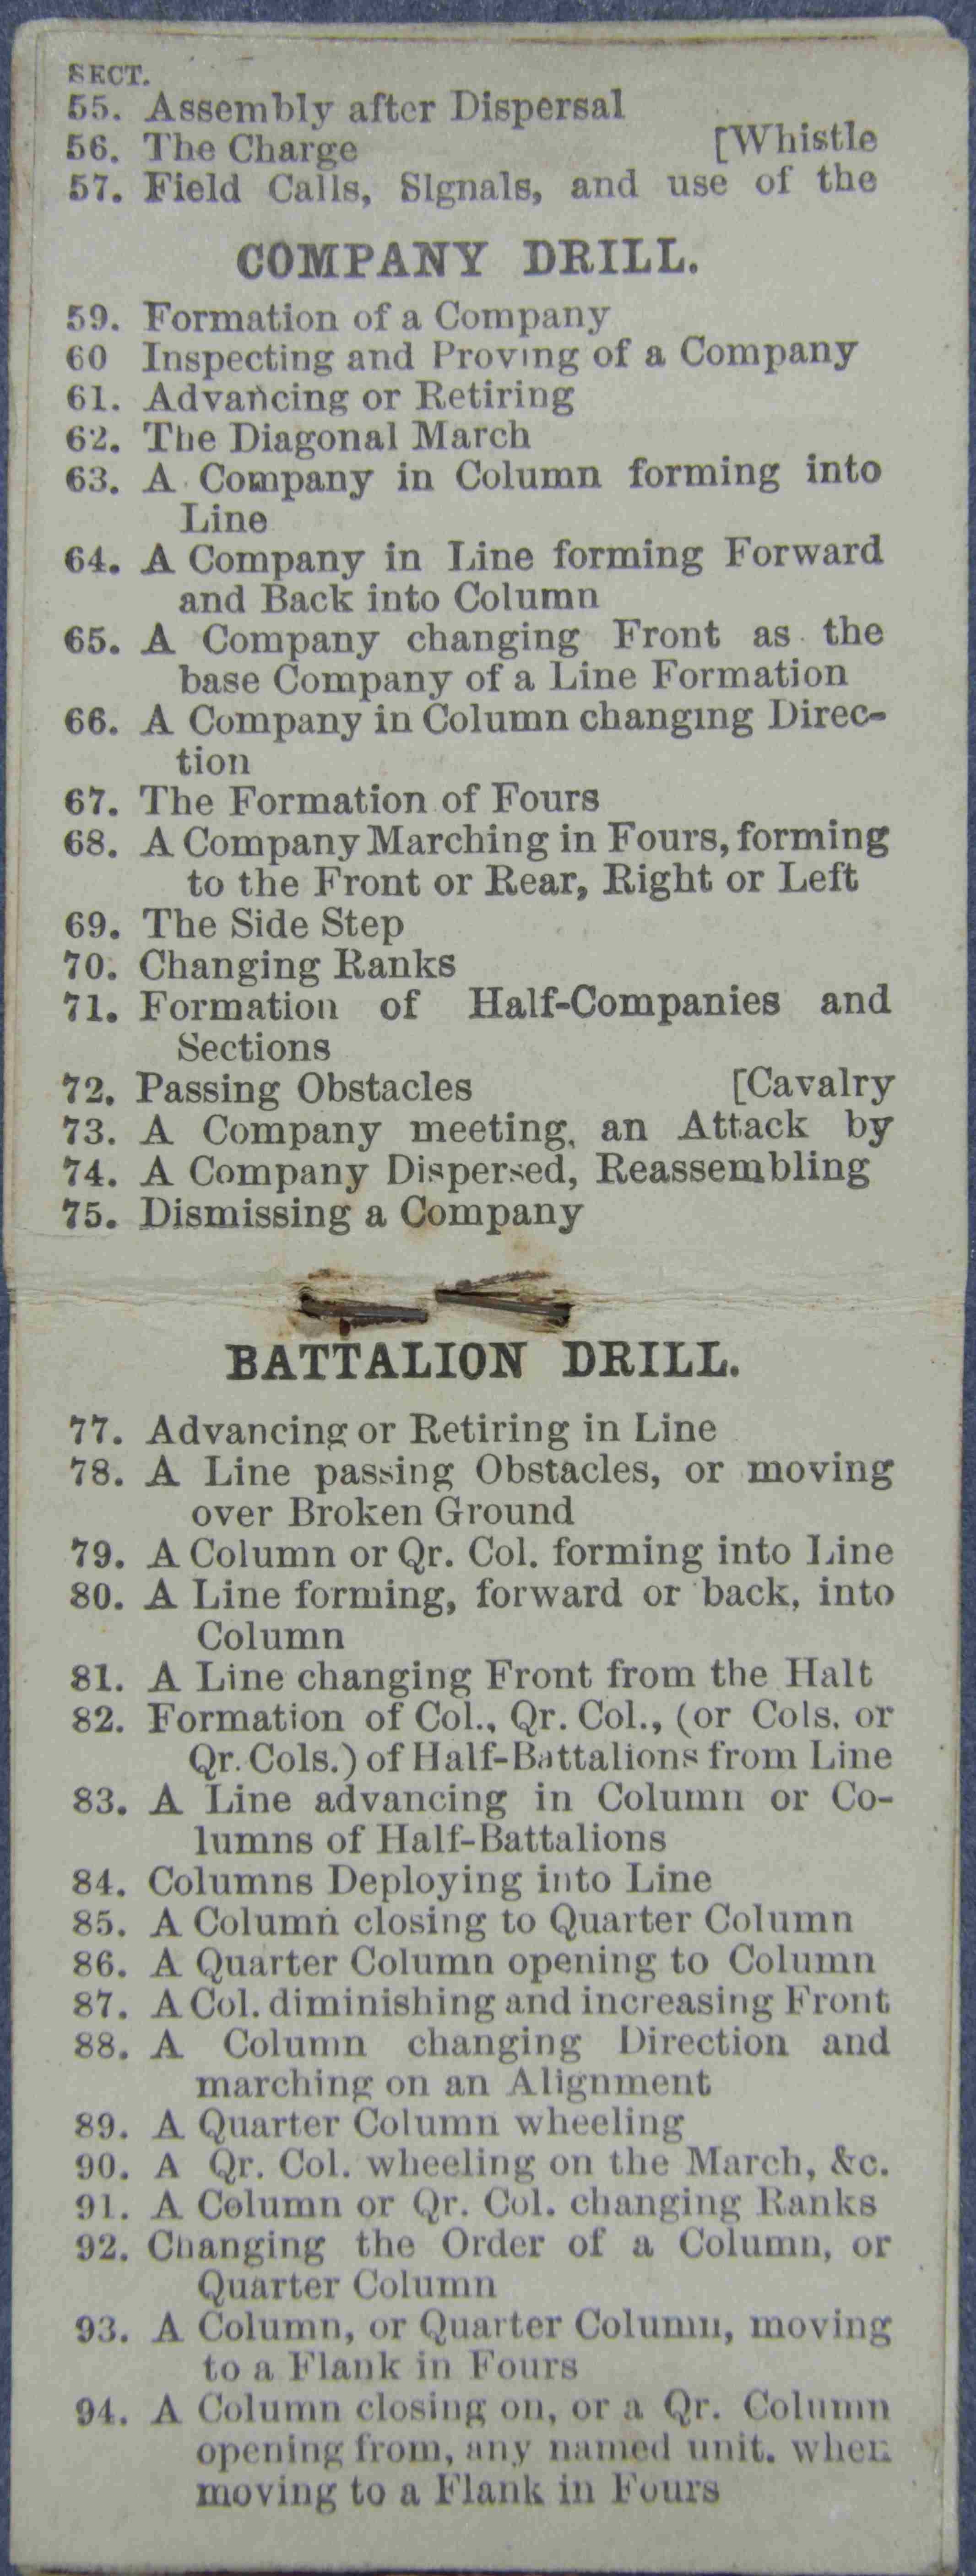 SECT.
55. Assembly after Dispersal
56. The Charge [Whistle
57. Field Calls, Signals, and use of the
COMPANY DRILL.
59. Formation of a Company
60 Inspecting and Proving of a Company
61. Advancing or Retiring
62. The Diagonal March
63. A Company in Column forming into
Line
64. A Company in Line forming Forward
and Back into Column
65. A Company changing Front as the
base Company of a Line Formation
66. A Company in Column changing Direc-
tion
67. The Formation of Fours
68. A Company Marching in Fours, forming
to the Front or Rear, Right or Left
69. The Side Step
70. Changing Ranks
71. Formation of Half-Companies and
Sections
72. Passing Obstacles [Cavalry
73. A Company meeting, an Attack by
74. A Company Dispersed, Reassembling
75. Dismissing a Company
BATTALION DRILL.
77. Advancing or Retiring in Line
78. A Line passing Obstacles, or moving
over Broken Ground
79. A Column or Qr. Col. forming into Line
80. A Line forming, forward or back, into
Column
81. A Line changing Front from the Halt
82. Formation of Col., Qr. Col., (or Cols. or
Qr. Cols.) of Half-Battalions from Line
83. A Line advancing in Column or Co-
lumns of Half-Battalions
84. Columns Deploying into Line
85. A Column closing to Quarter Column
86. A Quarter Column opening to Column
87. A Col. diminishing and increasing Front
88. A Column changing Direction and
marching on an Alignment
89. A Quarter Column wheeling
90. A Qr. Col. wheeling on the March, &c.
91. A Column or Qr. Col. changing Ranks
92. Changing the Order of a Column, or
Quarter Column
93. A Column, or Quarter Column, moving
to a Flank in Fours
94. A Column closing on, or a Qr. Column
opening from, any named unit. when
moving to a Flank in Fours